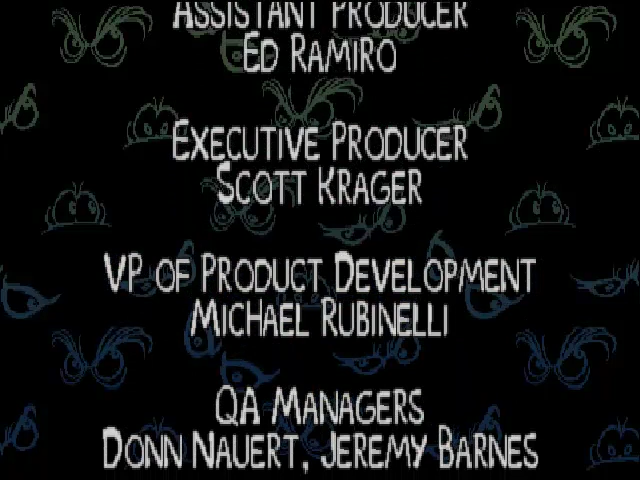 ASSISTANT PRODUCER
ED RAMIRO
EXECUTIVE PRODUCER
SCOTT KRAGER
VP OF PRODUCT DEVELOPMENT
MICHAEL RUBINELLI
QA MANAGERS
DONN NAUERT, JEREMY BARNES